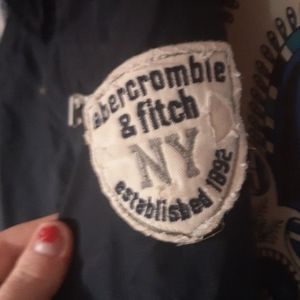 abercrombie
& fitch
NY
established 1892